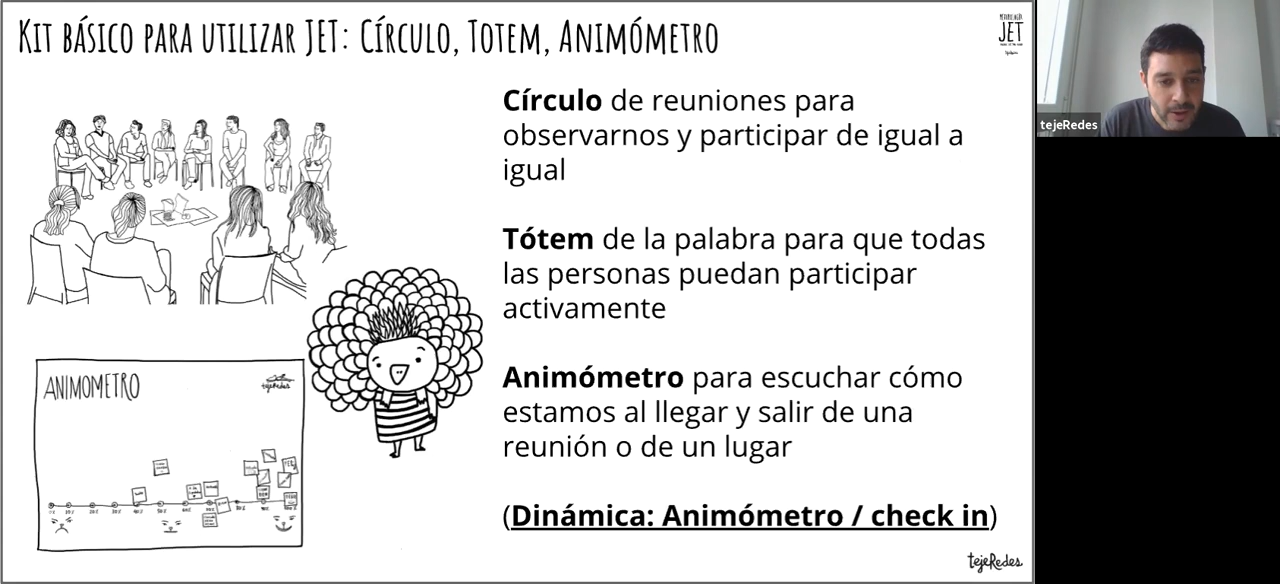 KIT BÁSICO PARA UTILIZAR JET: CÍRCULO, TOTEM, ANIMÓMETRO
JET
tejeRedes
Círculo de reuniones para
observarnos y participar de igual a
igual
Tótem de la palabra para que todas
las personas puedan participar
activamente
Animómetro para escuchar cómo
estamos al llegar y salir de una
reunión o de un lugar
(Dinámica: Animómetro / check in)
ANIMOMETRO
tejeRedes
tejeRedes